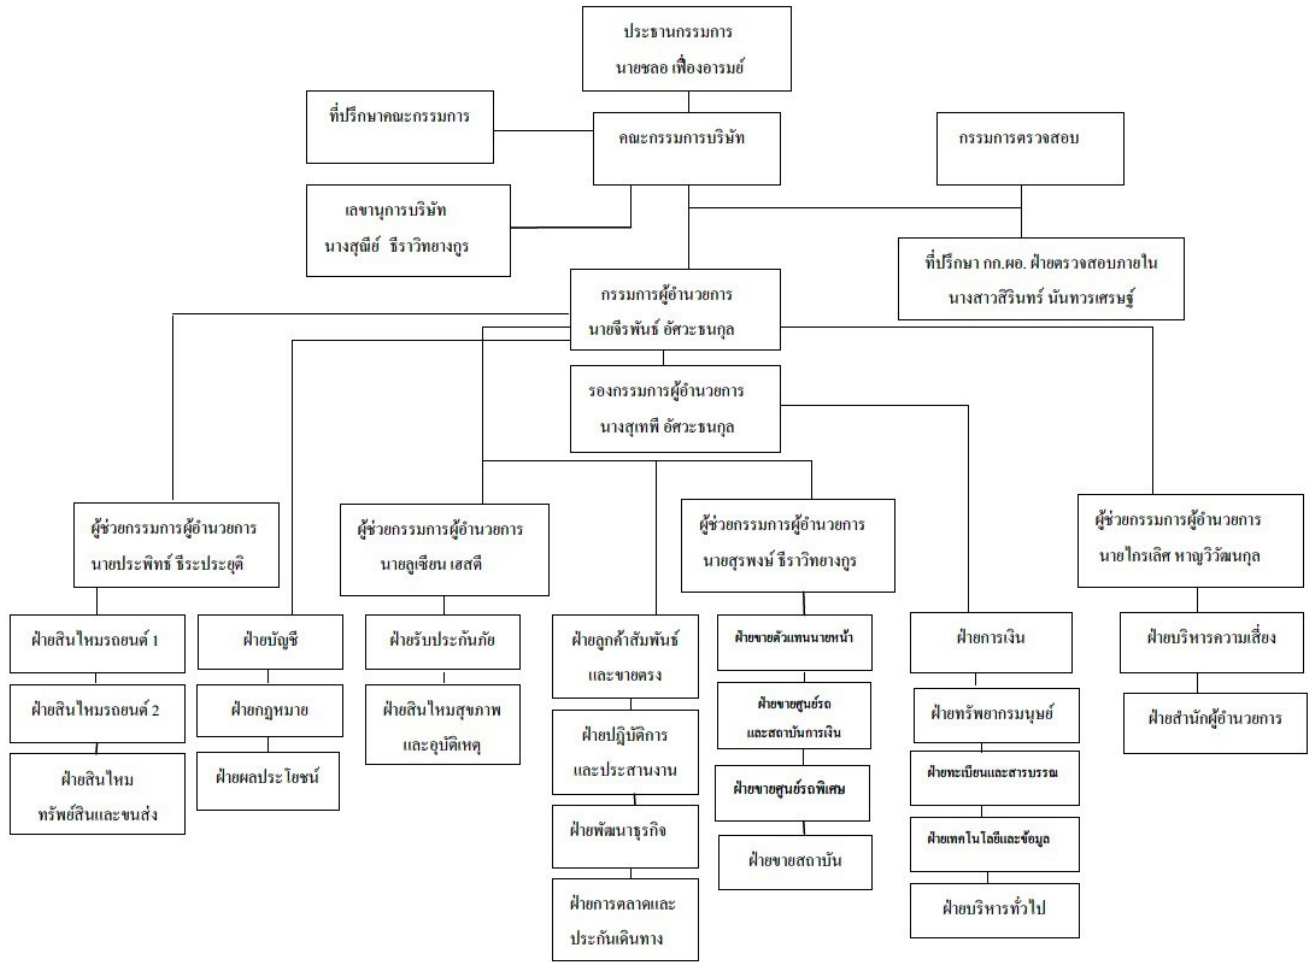 ประธานกรรมการ
นายชลอ เฟื่องอารมย์
ที่ปรึกษาคณะกรรมการ
คณะกรรมการบริษัท
กรรมการตรวจสอบ
เลขานุการบริษัท
นางสุณีย์ ธีราวิทยางกูร
ที่ปรึกษา กก.ผอ. ฝ่ายตรวจสอบภายใน
นางสาวสิรินทร์ นันทวรเศรษฐ์
กรรมการผู้อำนวยการ
นายจีรพันธ์ อัศวะธนกุล
รองกรรมการผู้อำนวยการ
นางสุเทพี อัศวะธนกุล
ผู้ช่วยกรรมการผู้อำนวยการ
นายประพิทธ์ ธีระประยุติ
ผู้ช่วยกรรมการผู้อำนวยการ
นายลูเซียน เฮสตี
ผู้ช่วยกรรมการผู้อำนวยการ
นายสุรพงษ์ ธีราวิทยางกูร
ผู้ช่วยกรรมการผู้อำนวยการ
นายไกรเลิศ หาญวิวัฒนกุล
ฝ่ายสินไหมรถยนต์ 1
ฝ่ายสินไหมรถยนต์ 2
ฝ่ายสินไหม
ทรัพย์สินและขนส่ง
ฝ่ายบัญชี
ฝ่ายกฎหมาย
ฝ่ายผลประโยชน์
ฝ่ายรับประกันภัย
ฝ่ายสินไหมสุขภาพ
และอุบัติเหตุ
ฝ่ายลูกค้าสัมพันธ์
และขายตรง
ฝ่ายปฎิบัติการ
และประสานงาน
ฝ่ายพัฒนาธุรกิจ
ฝ่ายการตลาดและ
ประกันเดินทาง
ฝ่ายขายตัวแทนนายหน้า
ฝ่ายขายศูนย์รถ
และสถาบันการเงิน
ฝ่ายขายศูนย์รถพิเศษ
ฝ่ายขายสถาบัน
ฝ่ายการเงิน
ฝ่ายทรัพยากรมนุษย์
ฝ่ายทะเบียนและสารบรรณ
ฝ่ายเทคโนโลยีและข้อมูล
ฝ่ายบริหารทั่วไป
ฝ่ายบริหารความเสี่ยง
ฝ่ายสำนักผู้อำนวยการ